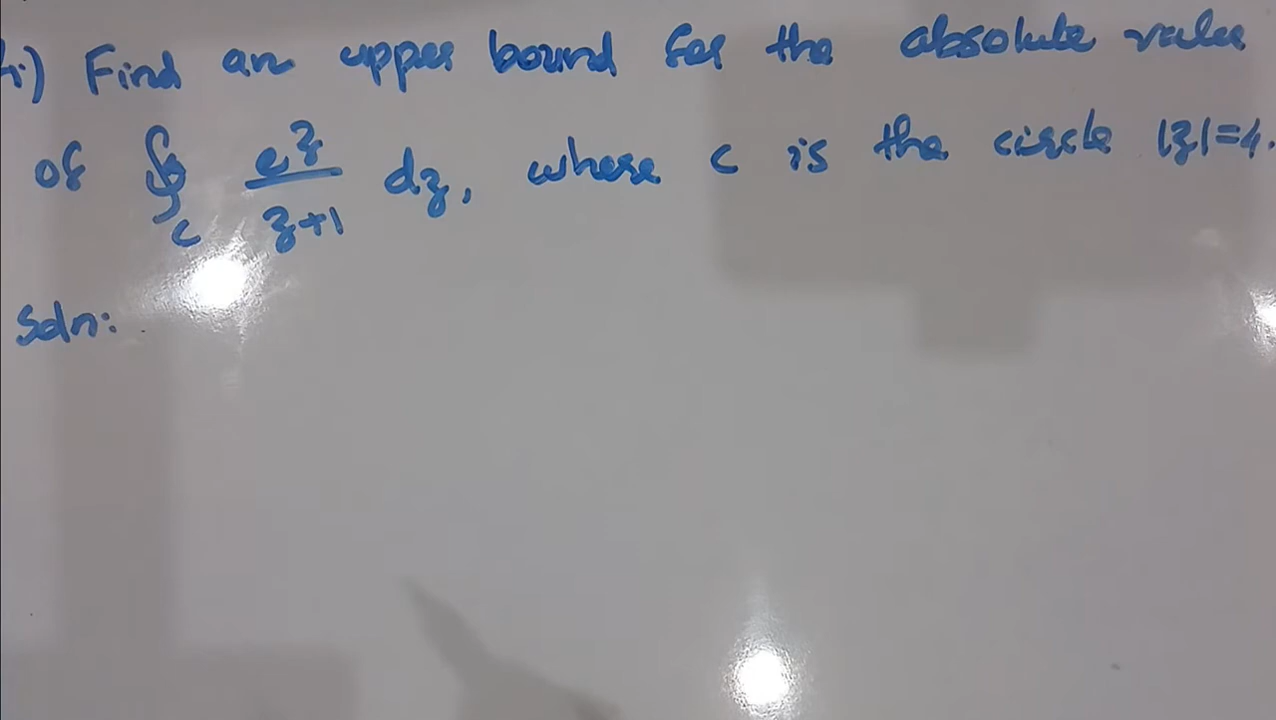 Find an upper bound for the absolute value
of ∮_C e^z/(z+1) dz, where C is the circle |z|=4.
Soln: